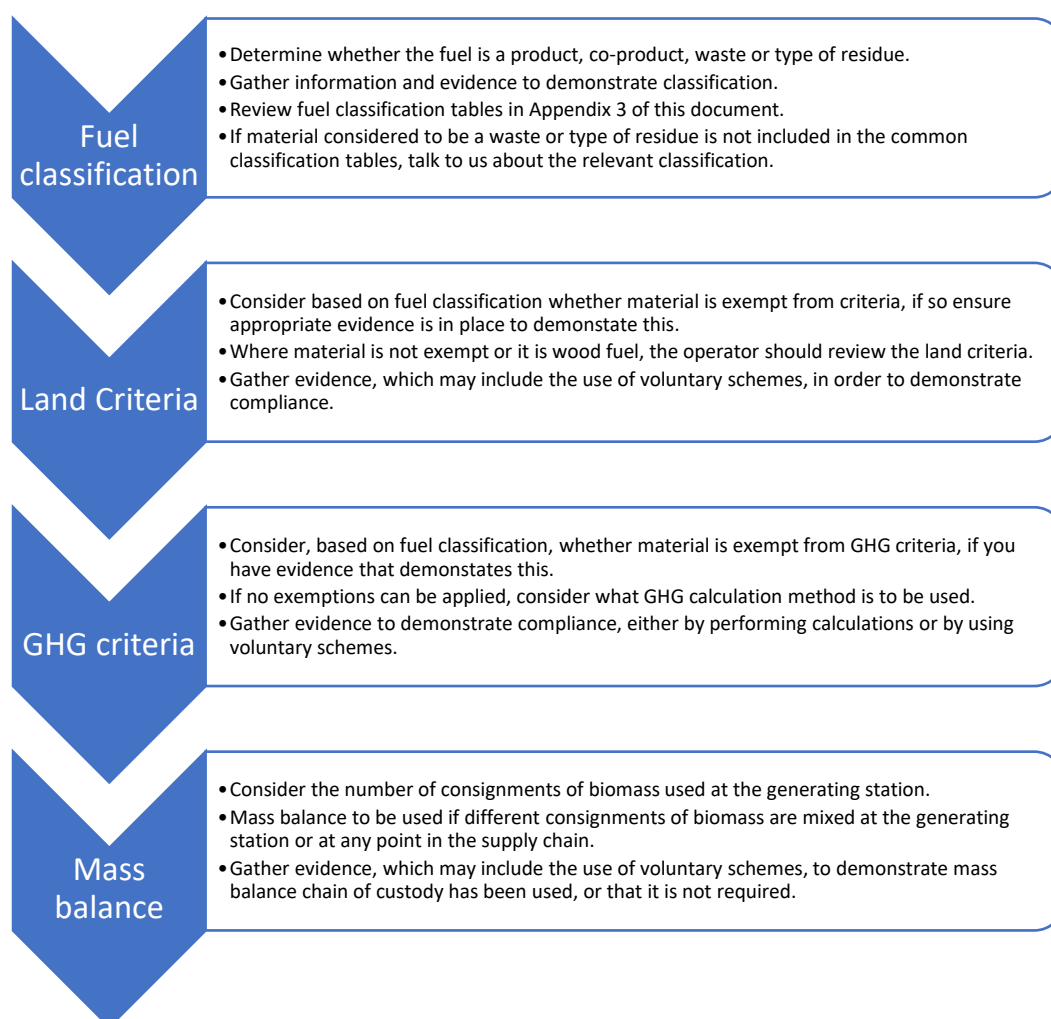 Fuel
classification
•Determine whether the fuel is a product, co-product, waste or type of residue.
•Gather information and evidence to demonstrate classification.
•Review fuel classification tables in Appendix 3 of this document.
•If material considered to be a waste or type of residue is not included in the common
classification tables, talk to us about the relevant classification.
Land Criteria
•Consider based on fuel classification whether material is exempt from criteria, if so ensure
appropriate evidence is in place to demonstate this.
•Where material is not exempt or it is wood fuel, the operator should review the land criteria.
•Gather evidence, which may include the use of voluntary schemes, in order to demonstrate
compliance.
GHG criteria
•Consider, based on fuel classification, whether material is exempt from GHG criteria, if you
have evidence that demonstates this.
•If no exemptions can be applied, consider what GHG calculation method is to be used.
•Gather evidence to demonstrate compliance, either by performing calculations or by using
voluntary schemes.
Mass
balance
•Consider the number of consignments of biomass used at the generating station.
•Mass balance to be used if different consignments of biomass are mixed at the generating
station or at any point in the supply chain.
•Gather evidence, which may include the use of voluntary schemes, to demonstrate mass
balance chain of custody has been used, or that it is not required.